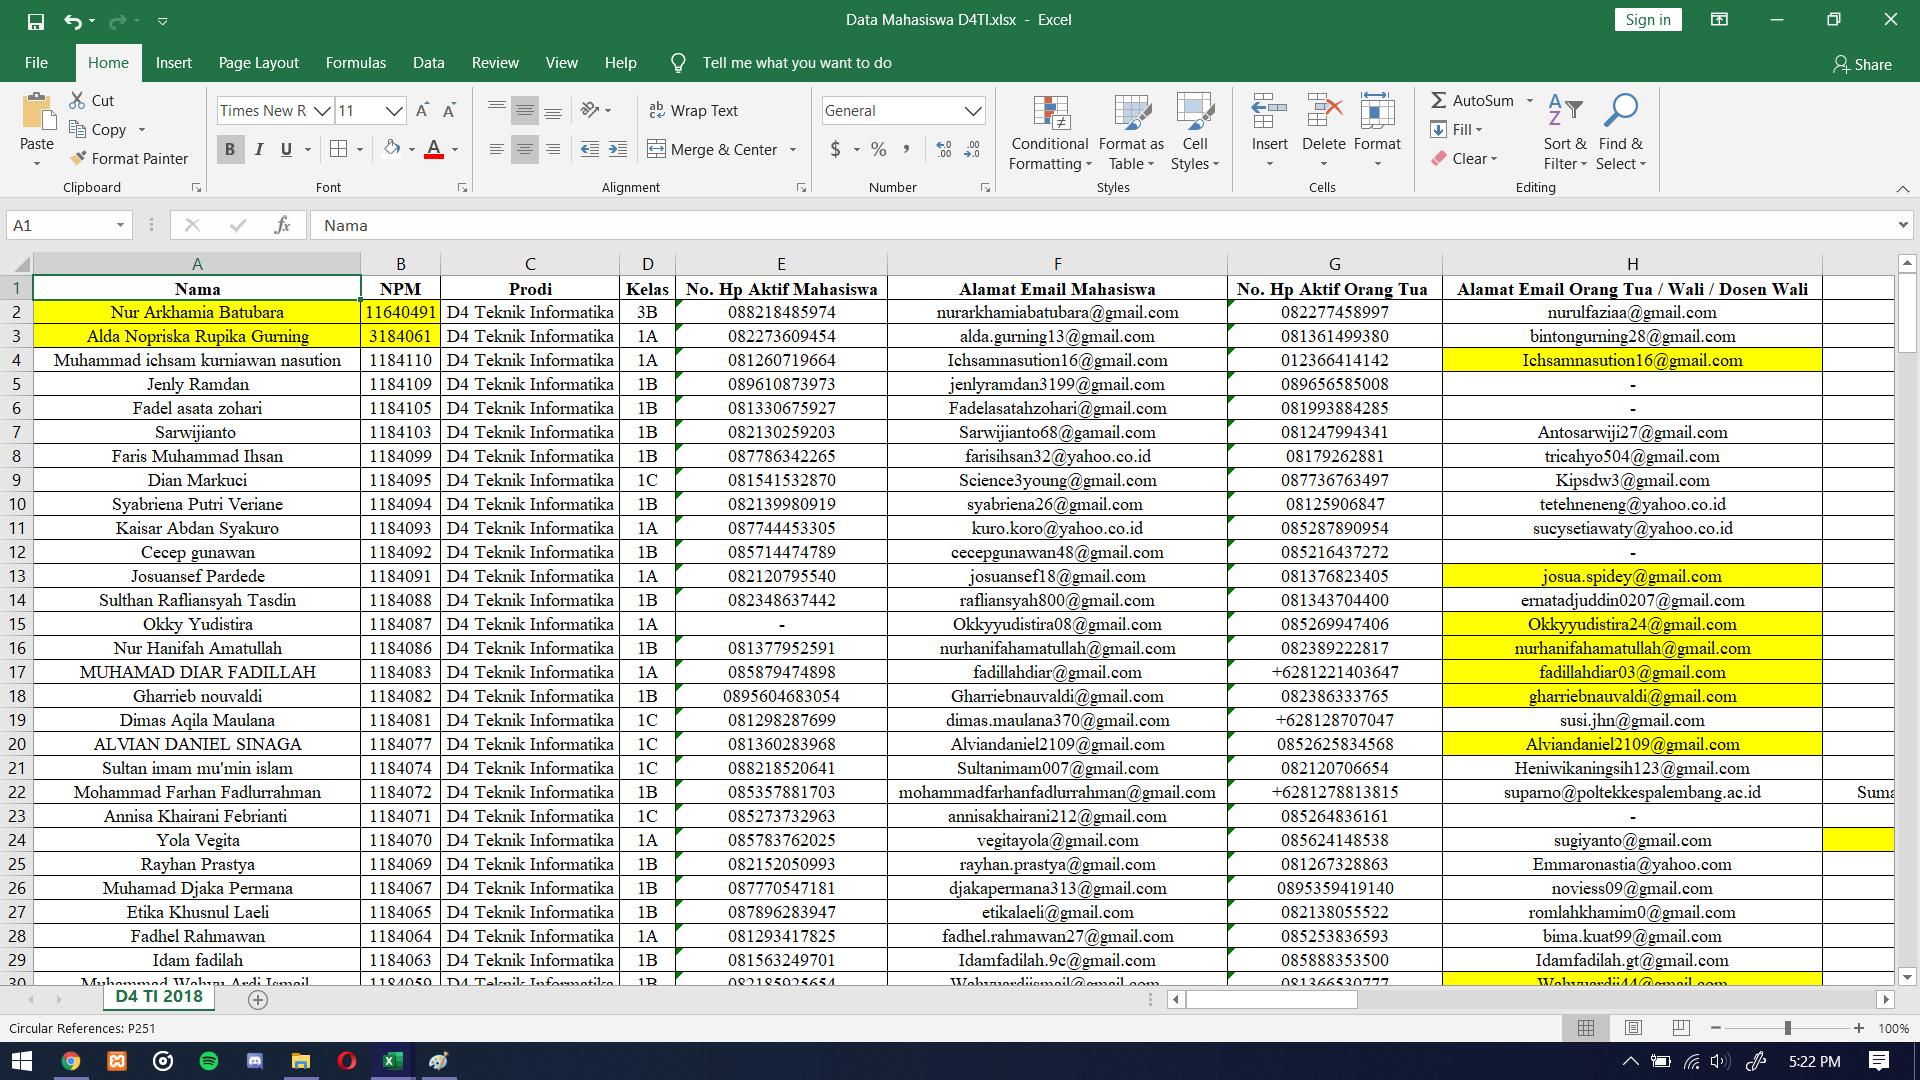 Data Mahasiswa D4TI.xlsx - Excel
Sign in
File Home Insert Page Layout Formulas Data Review View Help Tell me what you want to do Share
Paste Cut Copy Format Painter Clipboard
Times New R 11 B I U A Font
Wrap Text Merge & Center Alignment
General $ % , Number
Conditional Formatting Format as Table Cell Styles Styles
Insert Delete Format Cells
AutoSum Fill Clear Sort & Filter Find & Select Editing
A1 fx Nama
A B C D E F G H
1 Nama NPM Prodi Kelas No. Hp Aktif Mahasiswa Alamat Email Mahasiswa No. Hp Aktif Orang Tua Alamat Email Orang Tua / Wali / Dosen Wali
2 Nur Arkhamia Batubara 11640491 D4 Teknik Informatika 3B 088218485974 nurarkhamiabatubara@gmail.com 082277458997 nurulfaziaa@gmail.com
3 Alda Nopriska Rupika Gurning 3184061 D4 Teknik Informatika 1A 082273609454 alda.gurning13@gmail.com 081361499380 bintongurning28@gmail.com
4 Muhammad ichsam kurniawan nasution 1184110 D4 Teknik Informatika 1A 081260719664 Ichsamnasution16@gmail.com 012366414142 Ichsamnasution16@gmail.com
5 Jenly Ramdan 1184109 D4 Teknik Informatika 1B 089610873973 jenlyramdan3199@gmail.com 089656585008 -
6 Fadel asata zohari 1184105 D4 Teknik Informatika 1B 081330675927 Fadelasatahzohari@gmail.com 081993884285 -
7 Sarwijianto 1184103 D4 Teknik Informatika 1B 082130259203 Sarwijianto68@gamail.com 081247994341 Antosarwiji27@gmail.com
8 Faris Muhammad Ihsan 1184099 D4 Teknik Informatika 1B 087786342265 farisihsan32@yahoo.co.id 08179262881 tricahyo504@gmail.com
9 Dian Markuci 1184095 D4 Teknik Informatika 1C 081541532870 Science3young@gmail.com 087736763497 Kipsdw3@gmail.com
10 Syabriena Putri Veriane 1184094 D4 Teknik Informatika 1B 082139980919 syabriena26@gmail.com 08125906847 tetehneneng@yahoo.co.id
11 Kaisar Abdan Syakuro 1184093 D4 Teknik Informatika 1A 087744453305 kuro.koro@yahoo.co.id 085287890954 sucysetiawaty@yahoo.co.id
12 Cecep gunawan 1184092 D4 Teknik Informatika 1B 085714474789 cecepgunawan48@gmail.com 085216437272 -
13 Josuansef Pardede 1184091 D4 Teknik Informatika 1A 082120795540 josuansef18@gmail.com 081376823405 josua.spidey@gmail.com
14 Sulthan Rafliansyah Tasdin 1184088 D4 Teknik Informatika 1B 082348637442 rafliansyah800@gmail.com 081343704400 ernatadjuddin0207@gmail.com
15 Okky Yudistira 1184087 D4 Teknik Informatika 1A - Okkyyudistira08@gmail.com 085269947406 Okkyyudistira24@gmail.com
16 Nur Hanifah Amatullah 1184086 D4 Teknik Informatika 1B 081377952591 nurhanifahamatullah@gmail.com 082389222817 nurhanifahamatullah@gmail.com
17 MUHAMAD DIAR FADILLAH 1184083 D4 Teknik Informatika 1A 085879474898 fadillahdiar@gmail.com +6281221403647 fadillahdiar03@gmail.com
18 Gharrieb nouvaldi 1184082 D4 Teknik Informatika 1B 0895604683054 Gharriebnauvaldi@gmail.com 082386333765 gharriebnauvaldi@gmail.com
19 Dimas Aqila Maulana 1184081 D4 Teknik Informatika 1C 081298287699 dimas.maulana370@gmail.com +628128707047 susi.jhn@gmail.com
20 ALVIAN DANIEL SINAGA 1184077 D4 Teknik Informatika 1C 081360283968 Alviandaniel2109@gmail.com 0852625834568 Alviandaniel2109@gmail.com
21 Sultan imam mu'min islam 1184074 D4 Teknik Informatika 1C 088218520641 Sultanimam007@gmail.com 082120706654 Heniwikaningsih123@gmail.com
22 Mohammad Farhan Fadlurrahman 1184072 D4 Teknik Informatika 1B 085357881703 mohammadfarhanfadlurrahman@gmail.com +6281278813815 suparno@poltekkespalembang.ac.id Suma
23 Annisa Khairani Febrianti 1184071 D4 Teknik Informatika 1C 085273732963 annisakhairani212@gmail.com 085264836161 -
24 Yola Vegita 1184070 D4 Teknik Informatika 1A 085783762025 vegitayola@gmail.com 085624148538 sugiyanto@gmail.com
25 Rayhan Prastya 1184069 D4 Teknik Informatika 1B 082152050993 rayhan.prastya@gmail.com 081267328863 Emmaronastia@yahoo.com
26 Muhamad Djaka Permana 1184067 D4 Teknik Informatika 1B 087770547181 djakapermana313@gmail.com 0895359419140 noviess09@gmail.com
27 Etika Khusnul Laeli 1184065 D4 Teknik Informatika 1B 087896283947 etikalaeli@gmail.com 082138055522 romlahkhamim0@gmail.com
28 Fadhel Rahmawan 1184064 D4 Teknik Informatika 1A 081293417825 fadhel.rahmawan27@gmail.com 085253836593 bima.kuat99@gmail.com
29 Idam fadilah 1184063 D4 Teknik Informatika 1B 081563249701 Idamfadilah.9c@gmail.com 085888353500 Idamfadilah.gt@gmail.com
30 Muhammad Wahyu Ardi Ismail 1184059 D4 Teknik Informatika 1B 082185925654 Wahyuardiismail@gmail.com 081366530777 Wahyuardii44@gmail.com
D4 TI 2018
Circular References: P251 100%
5:22 PM